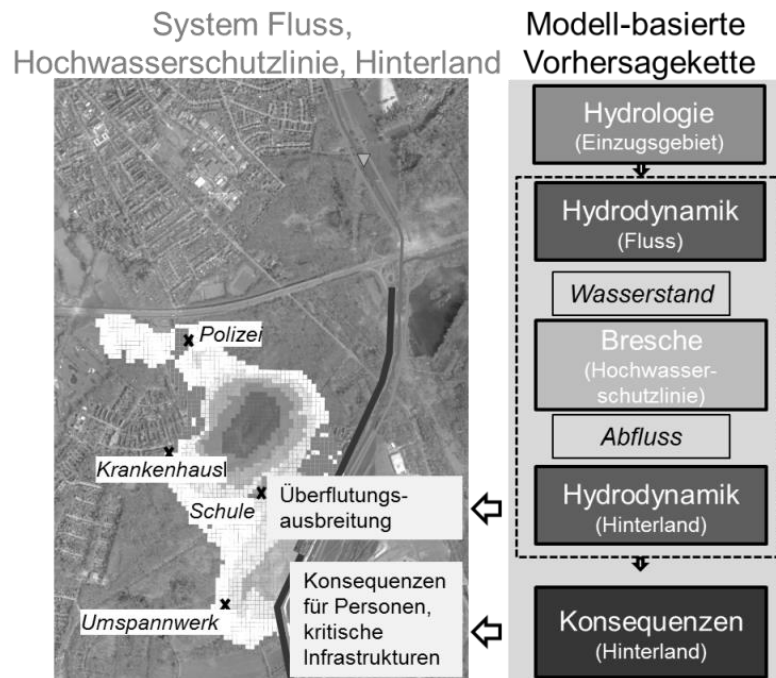 System Fluss,
Hochwasserschutzlinie, Hinterland
Polizei
Krankenhausl
Schule
Umspannwerk
Überflutungs-
ausbreitung
Konsequenzen
für Personen,
kritische
Infrastrukturen
Modell-basierte
Vorhersagekette
Hydrologie
(Einzugsgebiet)
Hydrodynamik
(Fluss)
Wasserstand
Bresche
(Hochwasser-
schutzlinie)
Abfluss
Hydrodynamik
(Hinterland)
Konsequenzen
(Hinterland)